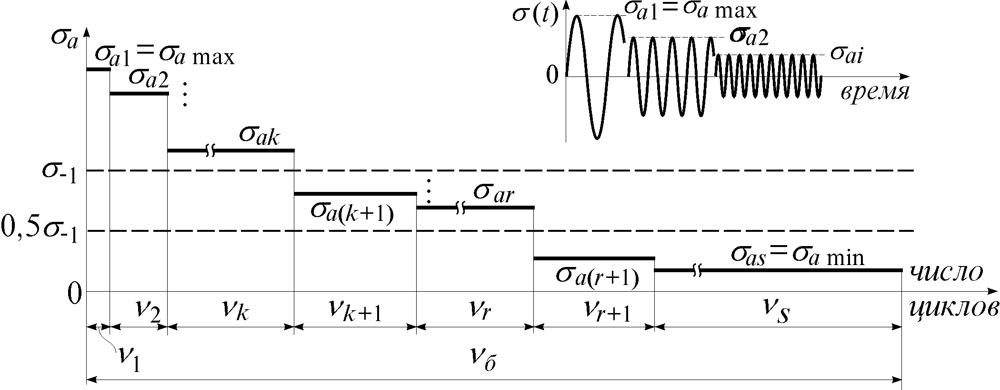 σ(t)
σa1 = σa max
σa2
σai
0
время
σa
σa1 = σa max
σa2
⋮
σak
σ-1
⋮
σar
σa(k+1)
0,5σ-1
σas = σa min
σa(r+1)
число
циклов
0
ν2
νk
νk+1
νr
νr+1
νs
ν1
νб